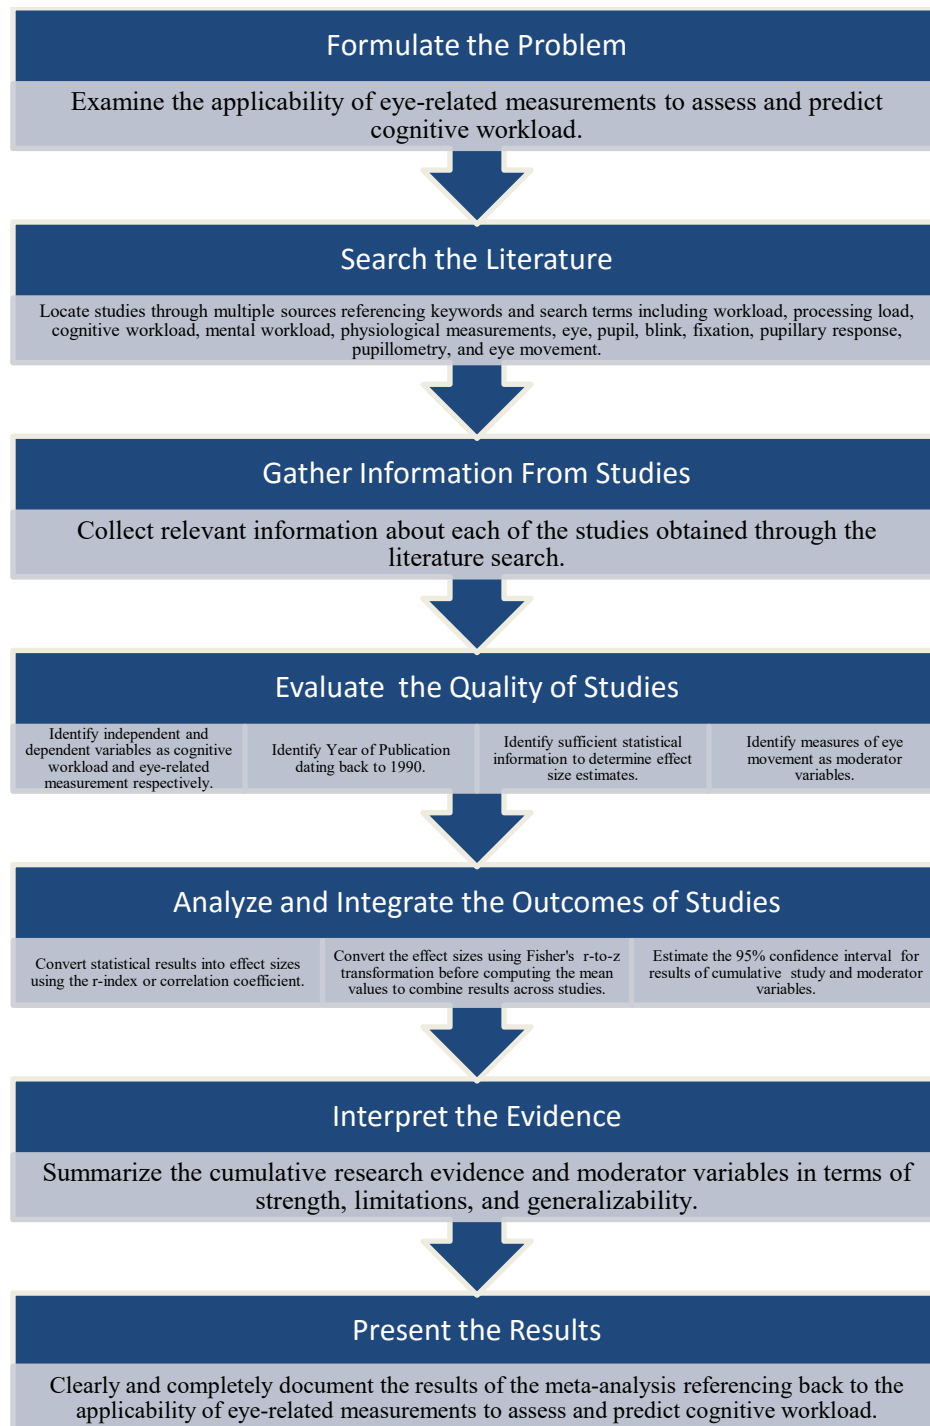 Formulate the Problem
Examine the applicability of eye-related measurements to assess and predict
cognitive workload.
Search the Literature
Locate studies through multiple sources referencing keywords and search terms including workload, processing load,
cognitive workload, mental workload, physiological measurements, eye, pupil, blink, fixation, pupillary response,
pupillometry, and eye movement.
Gather Information From Studies
Collect relevant information about each of the studies obtained through the
literature search.
Evaluate the Quality of Studies
Identify independent and
dependent variables as cognitive
workload and eye-related
measurement respectively.
Identify Year of Publication
dating back to 1990.
Identify sufficient statistical
information to determine effect
size estimates.
Identify measures of eye
movement as moderator
variables.
Analyze and Integrate the Outcomes of Studies
Convert statistical results into effect sizes
using the r-index or correlation coefficient.
Convert the effect sizes using Fisher's r-to-z
transformation before computing the mean
values to combine results across studies.
Estimate the 95% confidence interval for
results of cumulative study and moderator
variables.
Interpret the Evidence
Summarize the cumulative research evidence and moderator variables in terms of
strength, limitations, and generalizability.
Present the Results
Clearly and completely document the results of the meta-analysis referencing back to the
applicability of eye-related measurements to assess and predict cognitive workload.